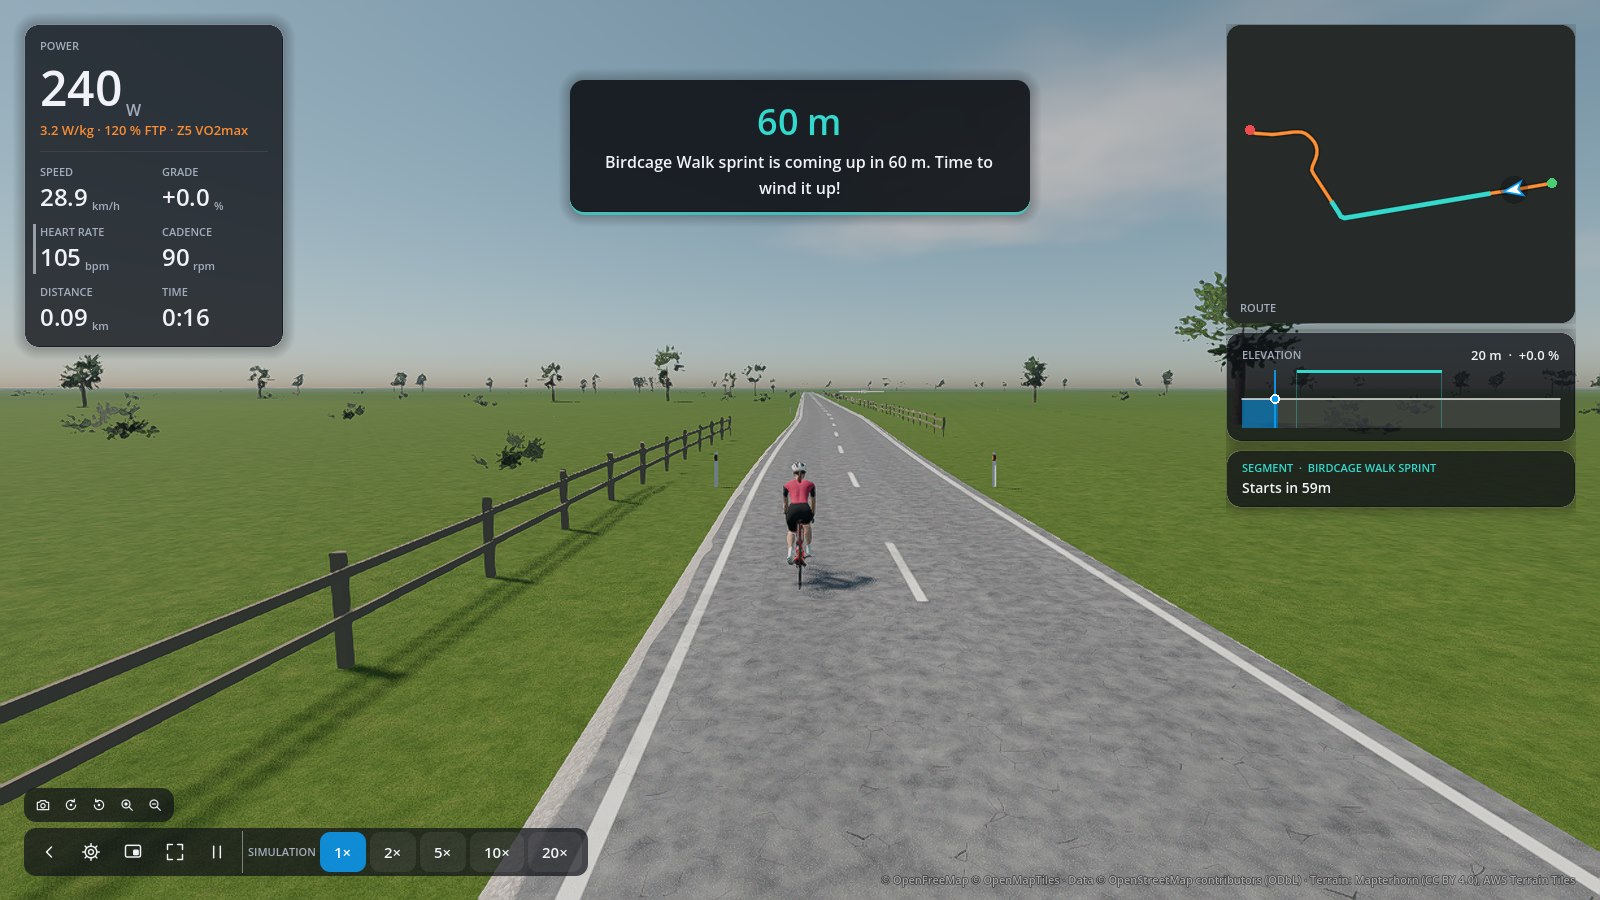 POWER
240 W
3.2 W/kg · 120 % FTP · Z5 VO2max
SPEED
28.9 km/h
GRADE
+0.0 %
HEART RATE
105 bpm
CADENCE
90 rpm
DISTANCE
0.09 km
TIME
0:16
60 m
Birdcage Walk sprint is coming up in 60 m. Time to
wind it up!
ROUTE
ELEVATION
20 m · +0.0 %
SEGMENT · BIRDCAGE WALK SPRINT
Starts in 59m
SIMULATION
1×
2×
5×
10×
20×
© OpenFreeMap © OpenMapTiles · Data © OpenStreetMap contributors (ODbL) · Terrain: Mapterhorn (CC BY 4.0), AWS Terrain Tiles